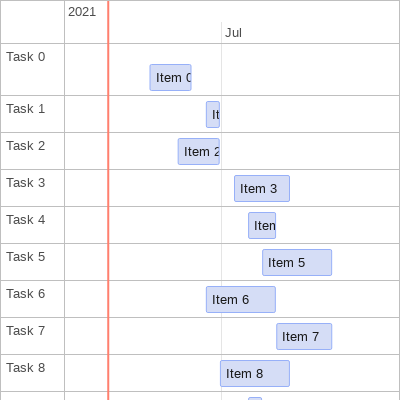 2021
Jul
Task 0
Item 0
Task 1
It
Task 2
Item 2
Task 3
Item 3
Task 4
Item
Task 5
Item 5
Task 6
Item 6
Task 7
Item 7
Task 8
Item 8